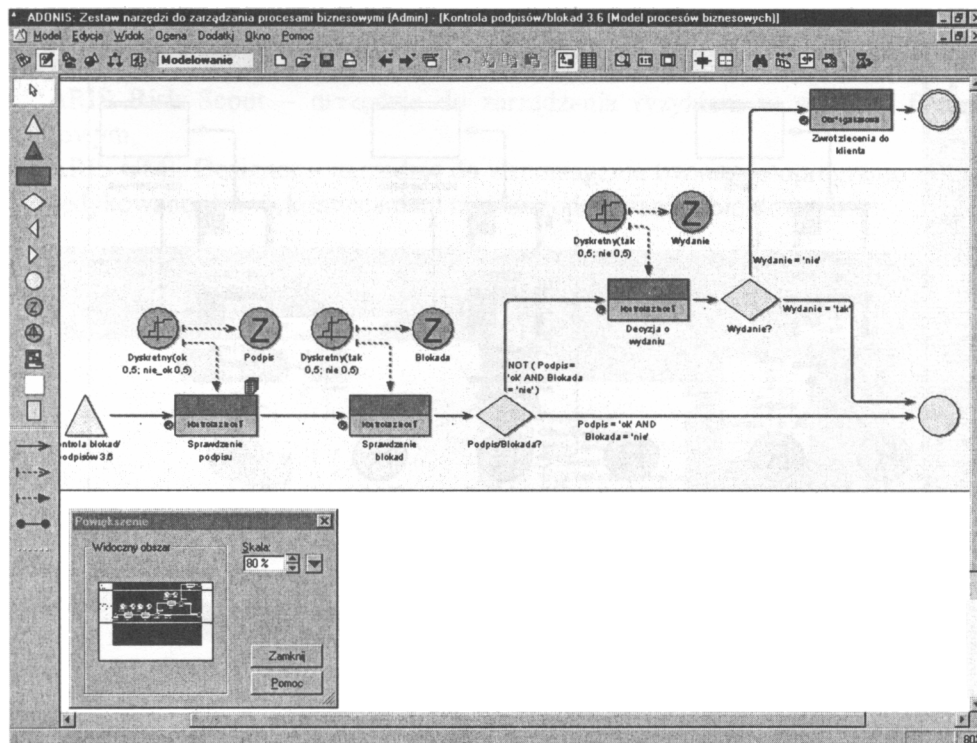 ADONIS: Zestaw narzędzi do zarządzania procesami biznesowymi (Admin) - [Kontrola podpisów/blokad 3.6 (Model procesów biznesowych)]
Model Edycja Widok Ocena Dodatki Okno Pomoc
Modelowanie
Zwrot zlecenia do
klienta
Dyskretny(tak
0,5; nie 0,5)
Wydanie
Wydanie = 'nie'
Decyzja o
wydaniu
Wydanie?
Wydanie = 'tak'
Dyskretny(ok
0,5; nie_ok 0,5)
Podpis
Dyskretny(tak
0,5; nie 0,5)
Blokada
NOT ( Podpis=
'ok' AND Blokada
= 'nie')
ontrola blokad/
podpisów 3.6
Sprawdzenie
podpisu
Sprawdzenie
blokad
Podpis/Blokada?
Podpis = 'ok' AND
Blokada = 'nie'
Powiększenie
Widoczny obszar
Skala:
80 %
Zamknij
Pomoc